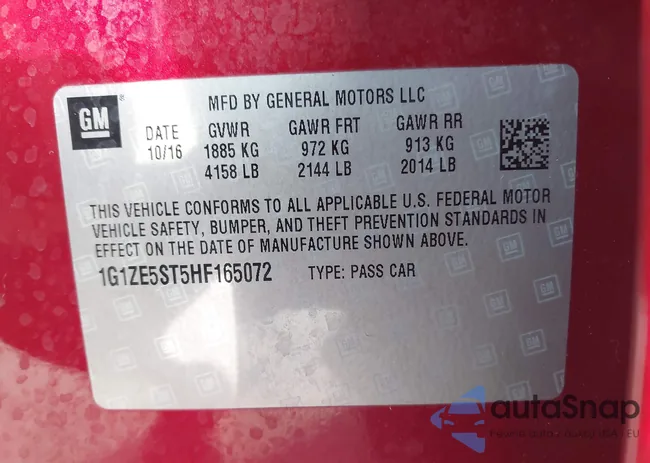 GM
MFD BY GENERAL MOTORS LLC
DATE GVWR GAWR FRT GAWR RR
10/16 1885 KG 972 KG 913 KG
4158 LB 2144 LB 2014 LB
THIS VEHICLE CONFORMS TO ALL APPLICABLE U.S. FEDERAL MOTOR
VEHICLE SAFETY, BUMPER, AND THEFT PREVENTION STANDARDS IN
EFFECT ON THE DATE OF MANUFACTURE SHOWN ABOVE.
1G1ZE5ST5HF165072 TYPE: PASS CAR
autoSnap